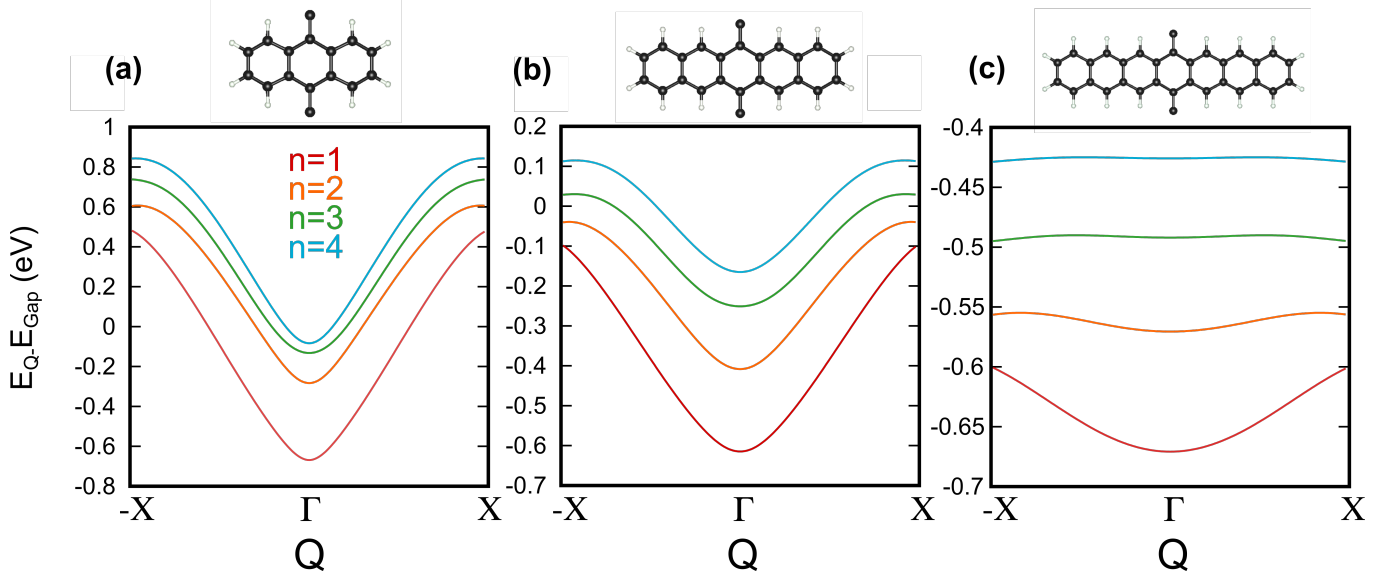 (a)
(b)
(c)
1
0.8
0.6
0.4
0.2
0
-0.2
-0.4
-0.6
-0.8
n=1
n=2
n=3
n=4
0.2
0.1
0
-0.1
-0.2
-0.3
-0.4
-0.5
-0.6
-0.7
-0.4
-0.45
-0.5
-0.55
-0.6
-0.65
-0.7
E_Q-E_Gap (eV)
-X Γ X
-X Γ X
-X Γ X
Q
Q
Q